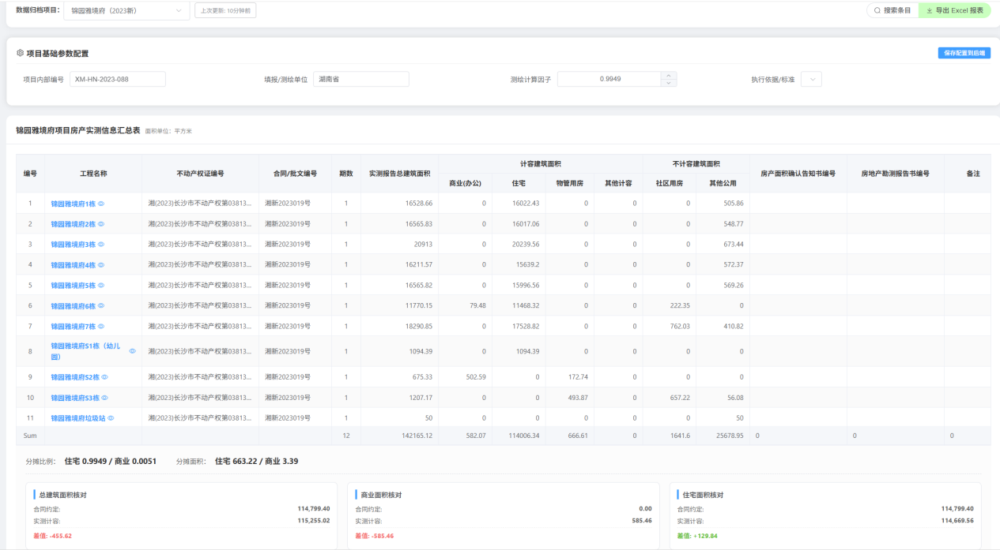 数据归档项目： 锦园雅境府（2023新） 上次更新: 10分钟前 搜索条目 导出 Excel 报表
项目基础参数配置 保存配置到后端
项目内部编号 XM-HN-2023-088 填报/测绘单位 湖南省 测绘计算因子 0.9949 执行依据/标准
锦园雅境府项目房产实测信息汇总表 面积单位：平方米
编号 工程名称 不动产权证编号 合同/批文编号 期数 实测报告总建筑面积 计容建筑面积 不计容建筑面积 房产面积确认告知书编号 房地产勘测报告书编号 备注
商业(办公) 住宅 物管用房 其他计容 社区用房 其他公用
1 锦园雅境府1栋 湘(2023)长沙市不动产权第03813... 湘新2023019号 1 16528.66 0 16022.43 0 0 0 505.86
2 锦园雅境府2栋 湘(2023)长沙市不动产权第03813... 湘新2023019号 1 16565.83 0 16017.06 0 0 0 548.77
3 锦园雅境府3栋 湘(2023)长沙市不动产权第03813... 湘新2023019号 1 20913 0 20239.56 0 0 0 673.44
4 锦园雅境府4栋 湘(2023)长沙市不动产权第03813... 湘新2023019号 1 16211.57 0 15639.2 0 0 0 572.37
5 锦园雅境府5栋 湘(2023)长沙市不动产权第03813... 湘新2023019号 1 16565.82 0 15996.56 0 0 0 569.26
6 锦园雅境府6栋 湘(2023)长沙市不动产权第03813... 湘新2023019号 1 11770.15 79.48 11468.32 0 0 222.35 0
7 锦园雅境府7栋 湘(2023)长沙市不动产权第03813... 湘新2023019号 1 18290.85 0 17528.82 0 0 762.03 410.82
8 锦园雅境府S1栋（幼儿
园） 湘(2023)长沙市不动产权第03813... 湘新2023019号 1 1094.39 0 1094.39 0 0 0 0
9 锦园雅境府S2栋 湘(2023)长沙市不动产权第03813... 湘新2023019号 1 675.33 502.59 0 172.74 0 0 0
10 锦园雅境府S3栋 湘(2023)长沙市不动产权第03813... 湘新2023019号 1 1207.17 0 0 493.87 0 657.22 56.08
11 锦园雅境府垃圾站 湘(2023)长沙市不动产权第03813... 湘新2023019号 1 50 0 0 0 0 0 50
Sum 12 142165.12 582.07 114006.34 666.61 0 1641.6 25678.95 0 0 0
分摊比例： 住宅 0.9949 / 商业 0.0051 分摊面积： 住宅 663.22 / 商业 3.39
总建筑面积核对
合同约定: 114,799.40
实测计容: 115,255.02
差值: -455.62
商业面积核对
合同约定: 0.00
实测计容: 585.46
差值: -585.46
住宅面积核对
合同约定: 114,799.40
实测计容: 114,669.56
差值: +129.84